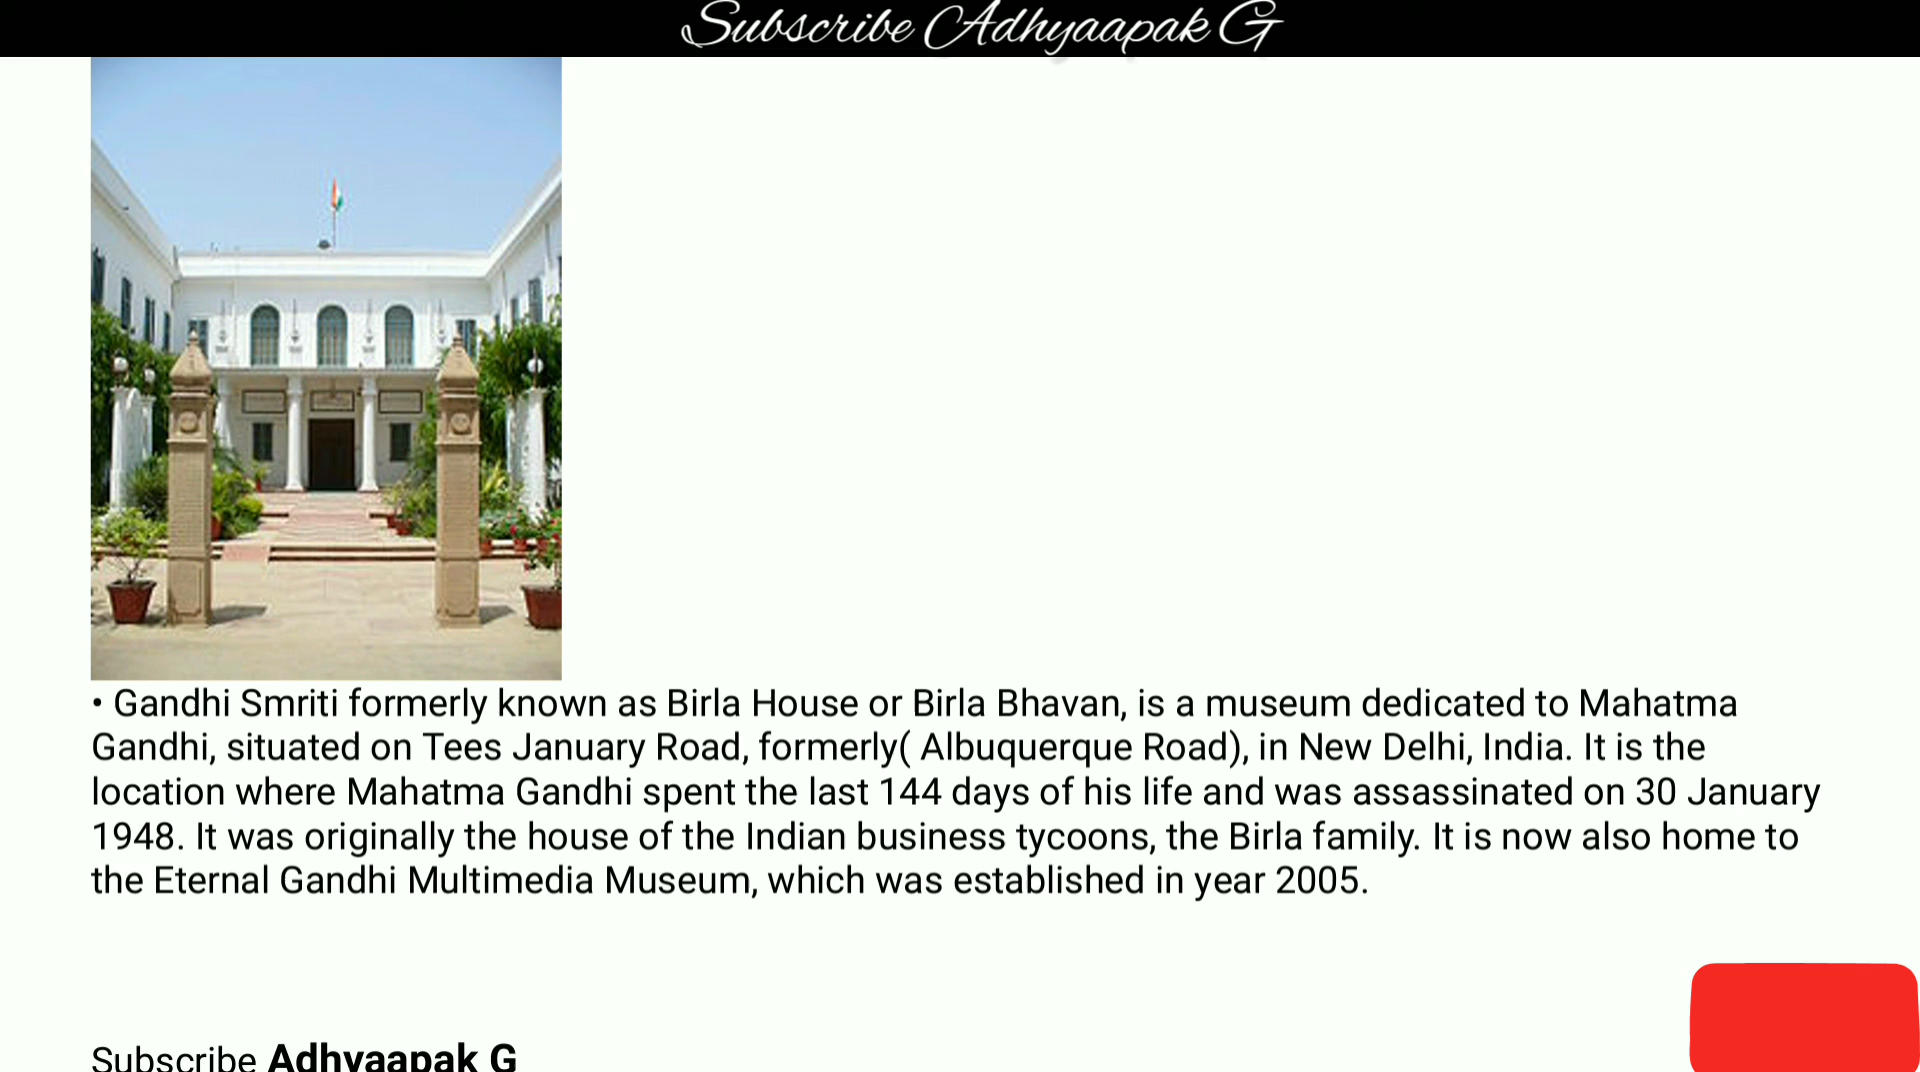 Subscribe Adhyaapak G
• Gandhi Smriti formerly known as Birla House or Birla Bhavan, is a museum dedicated to Mahatma
Gandhi, situated on Tees January Road, formerly( Albuquerque Road), in New Delhi, India. It is the
location where Mahatma Gandhi spent the last 144 days of his life and was assassinated on 30 January
1948. It was originally the house of the Indian business tycoons, the Birla family. It is now also home to
the Eternal Gandhi Multimedia Museum, which was established in year 2005.
Subscribe Adhyaapak G